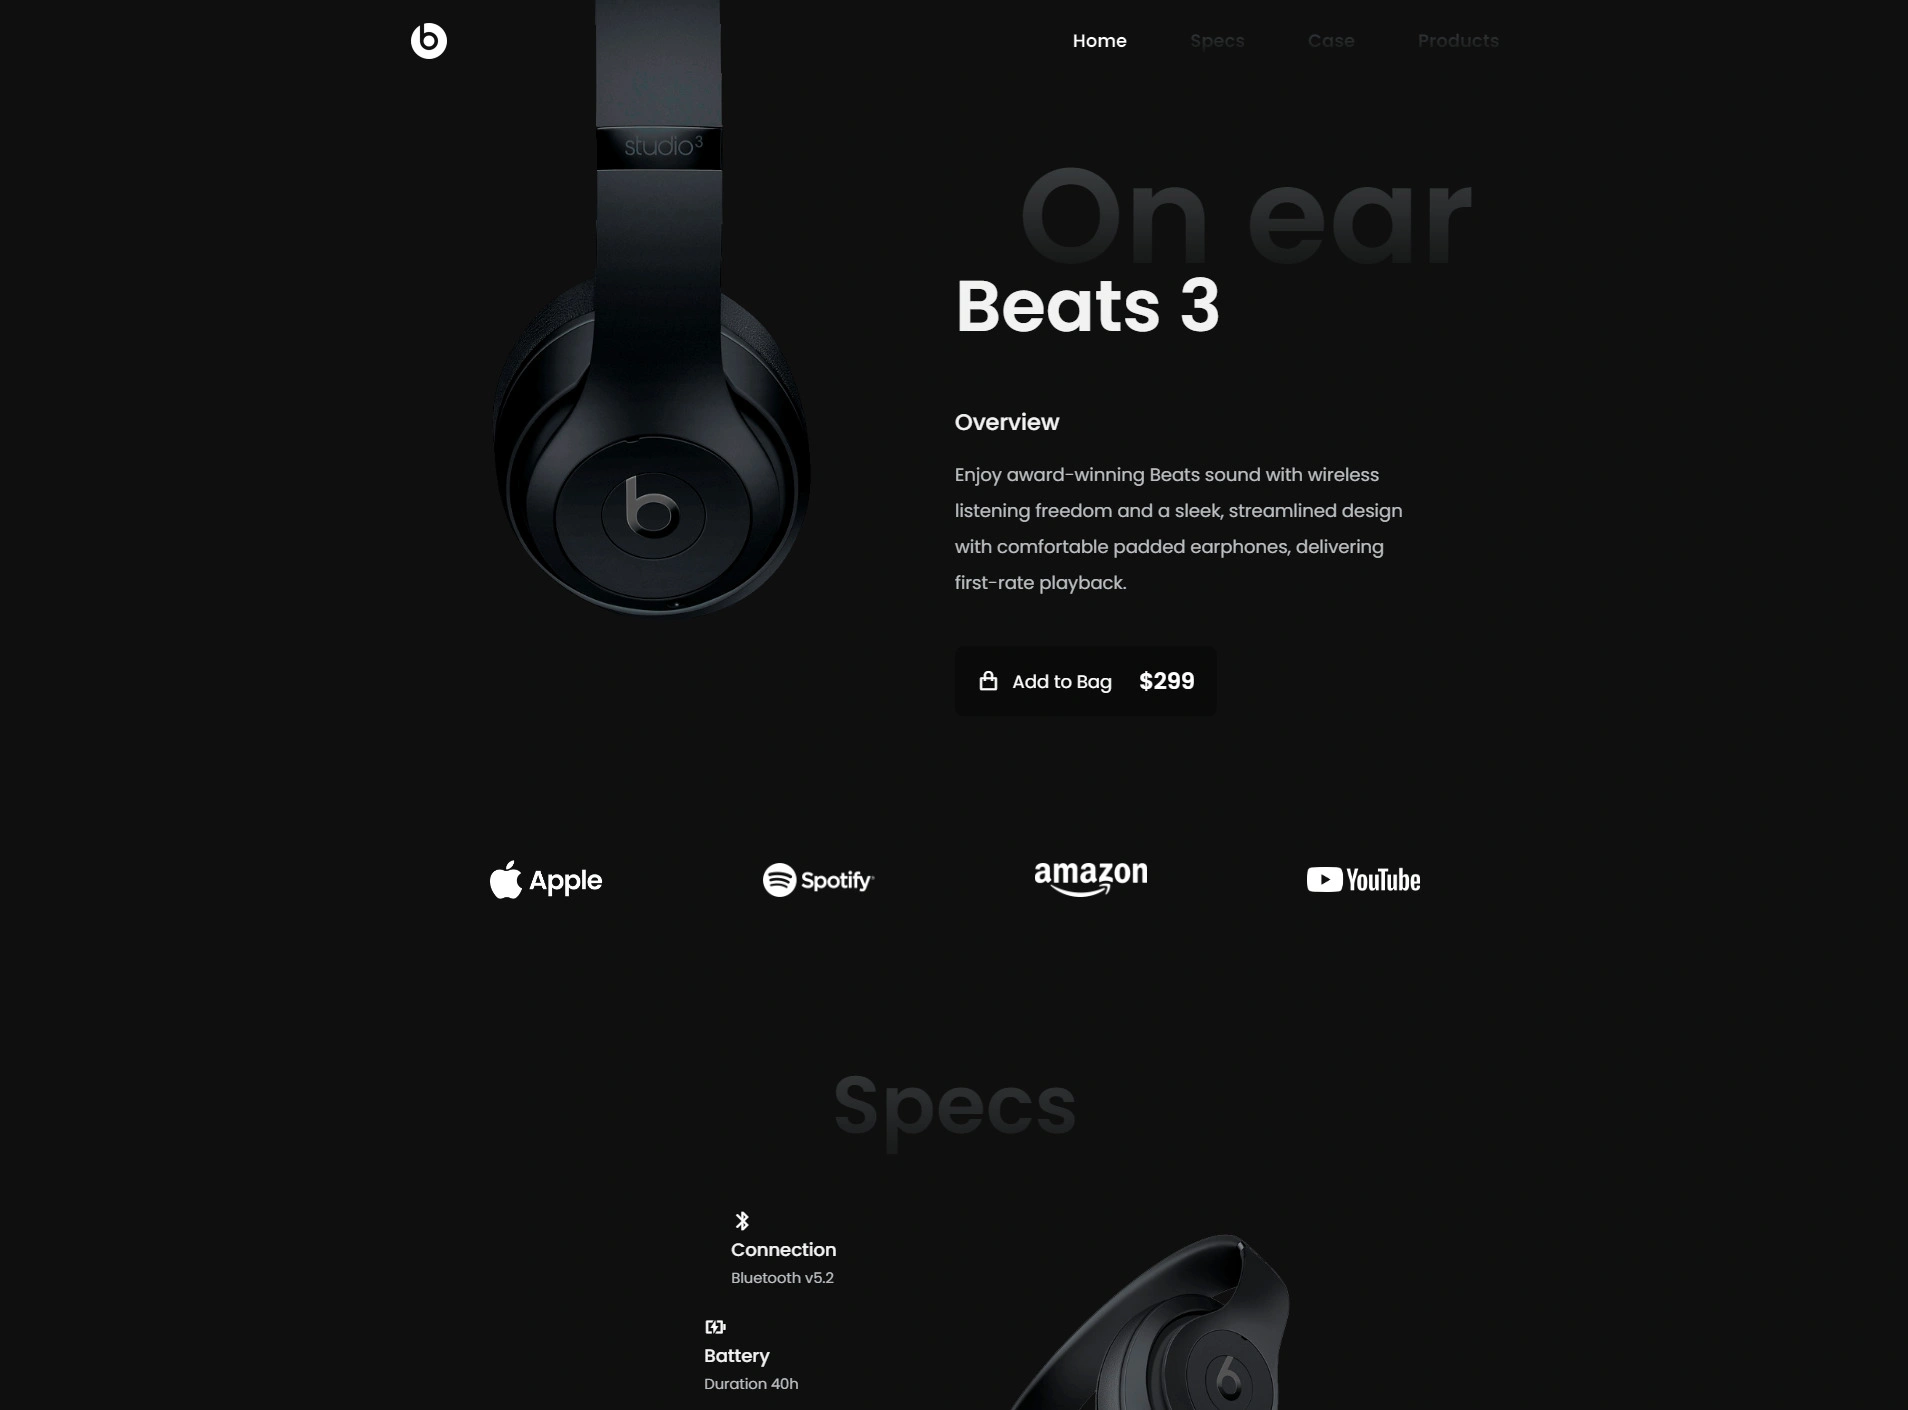 Home
Specs
Case
Products
studio3
On ear
Beats 3
Overview
Enjoy award-winning Beats sound with wireless
listening freedom and a sleek, streamlined design
with comfortable padded earphones, delivering
first-rate playback.
Add to Bag $299
Apple
Spotify
amazon
YouTube
Specs
Connection
Bluetooth v5.2
Battery
Duration 40h